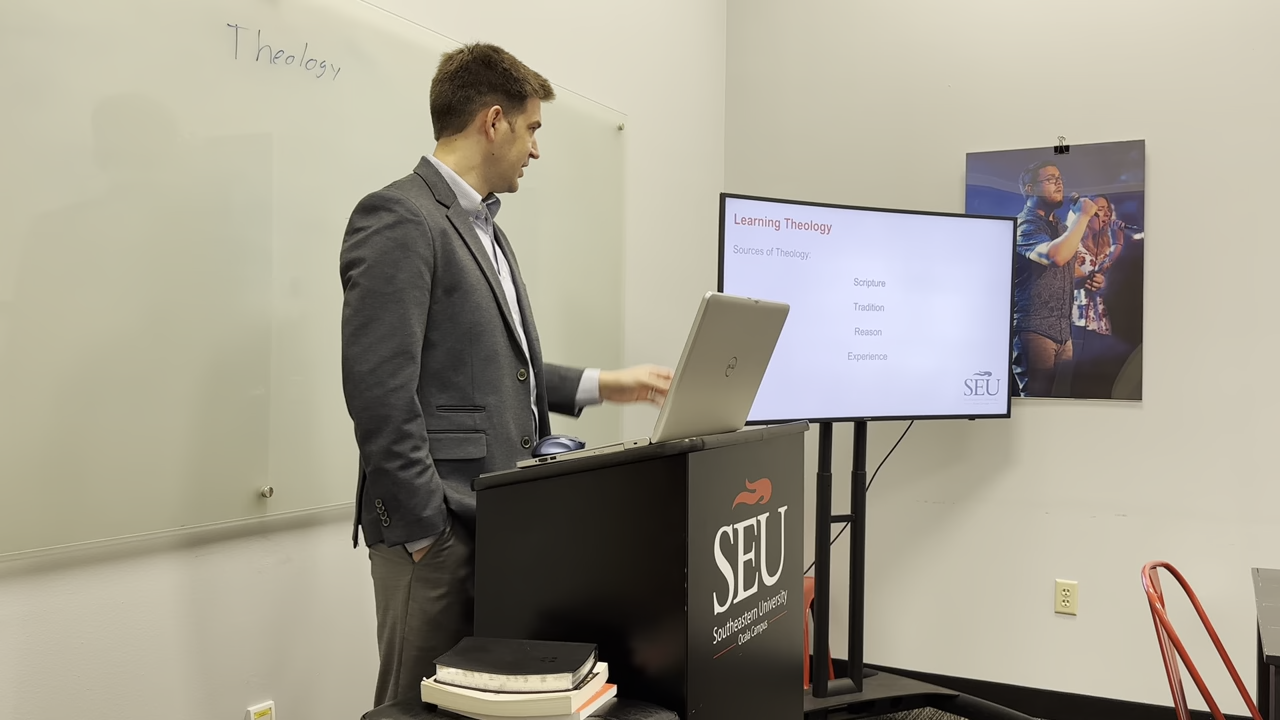 Theology
Learning Theology
Sources of Theology:
Scripture
Tradition
Reason
Experience
SEU
SEU
Southeastern University
Ocala Campus